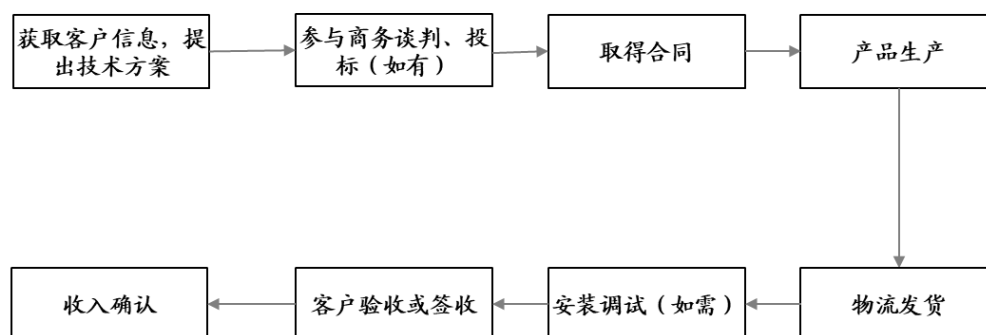 获取客户信息，提
出技术方案
参与商务谈判、投
标（如有）
取得合同
产品生产
收入确认
客户验收或签收
安装调试（如需）
物流发货